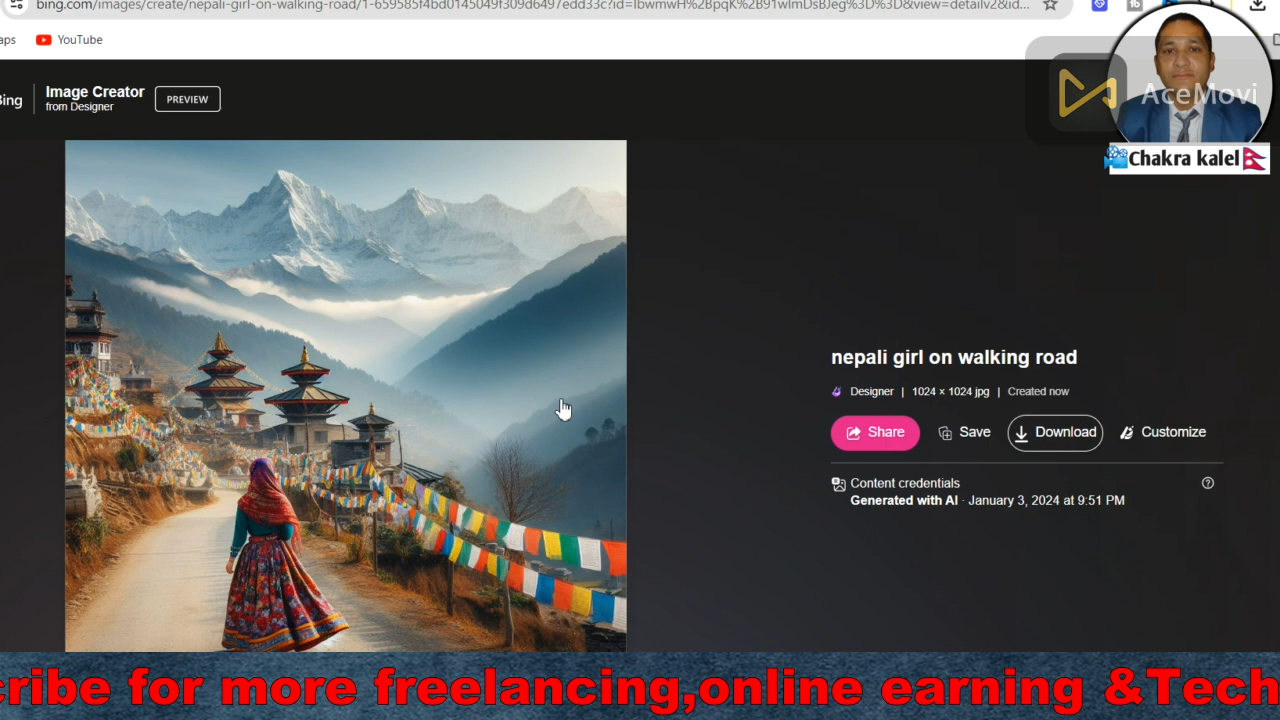 bing.com/images/create/nepali-girl-on-walking-road/1-659585f4bd0145049f309d6497edd33c?id=IbwmwH%2BpqK%2B91wImDsBJeg%3D%3D&view=detailv2&id...
aps YouTube
Bing
Image Creator
from Designer
PREVIEW
AceMovi
Chakra kalel
nepali girl on walking road
Designer | 1024 × 1024 jpg | Created now
Share Save Download Customize
Content credentials
Generated with AI · January 3, 2024 at 9:51 PM
cribe for more freelancing,online earning &Tech